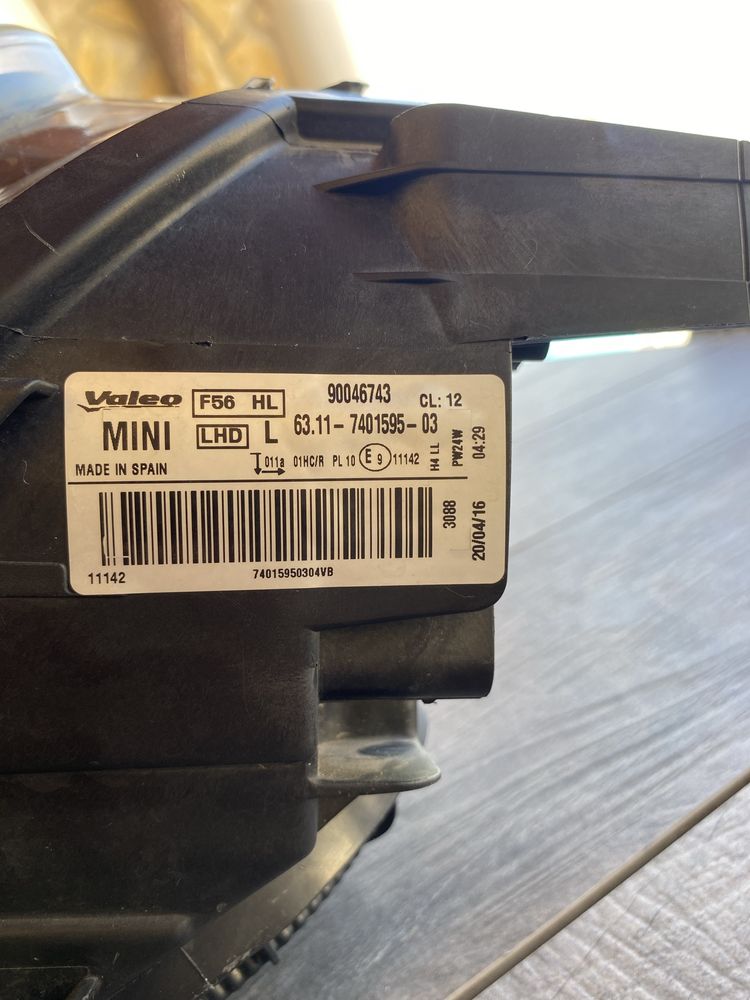 Valeo F56 HL 90046743 CL: 12
MINI LHD L 63.11- 7401595- 03
MADE IN SPAIN 011a 01HC/R PL 10 E 9 11142
H4 LL
PW24W
04:29
3088
20/04/16
11142 74015950304VB